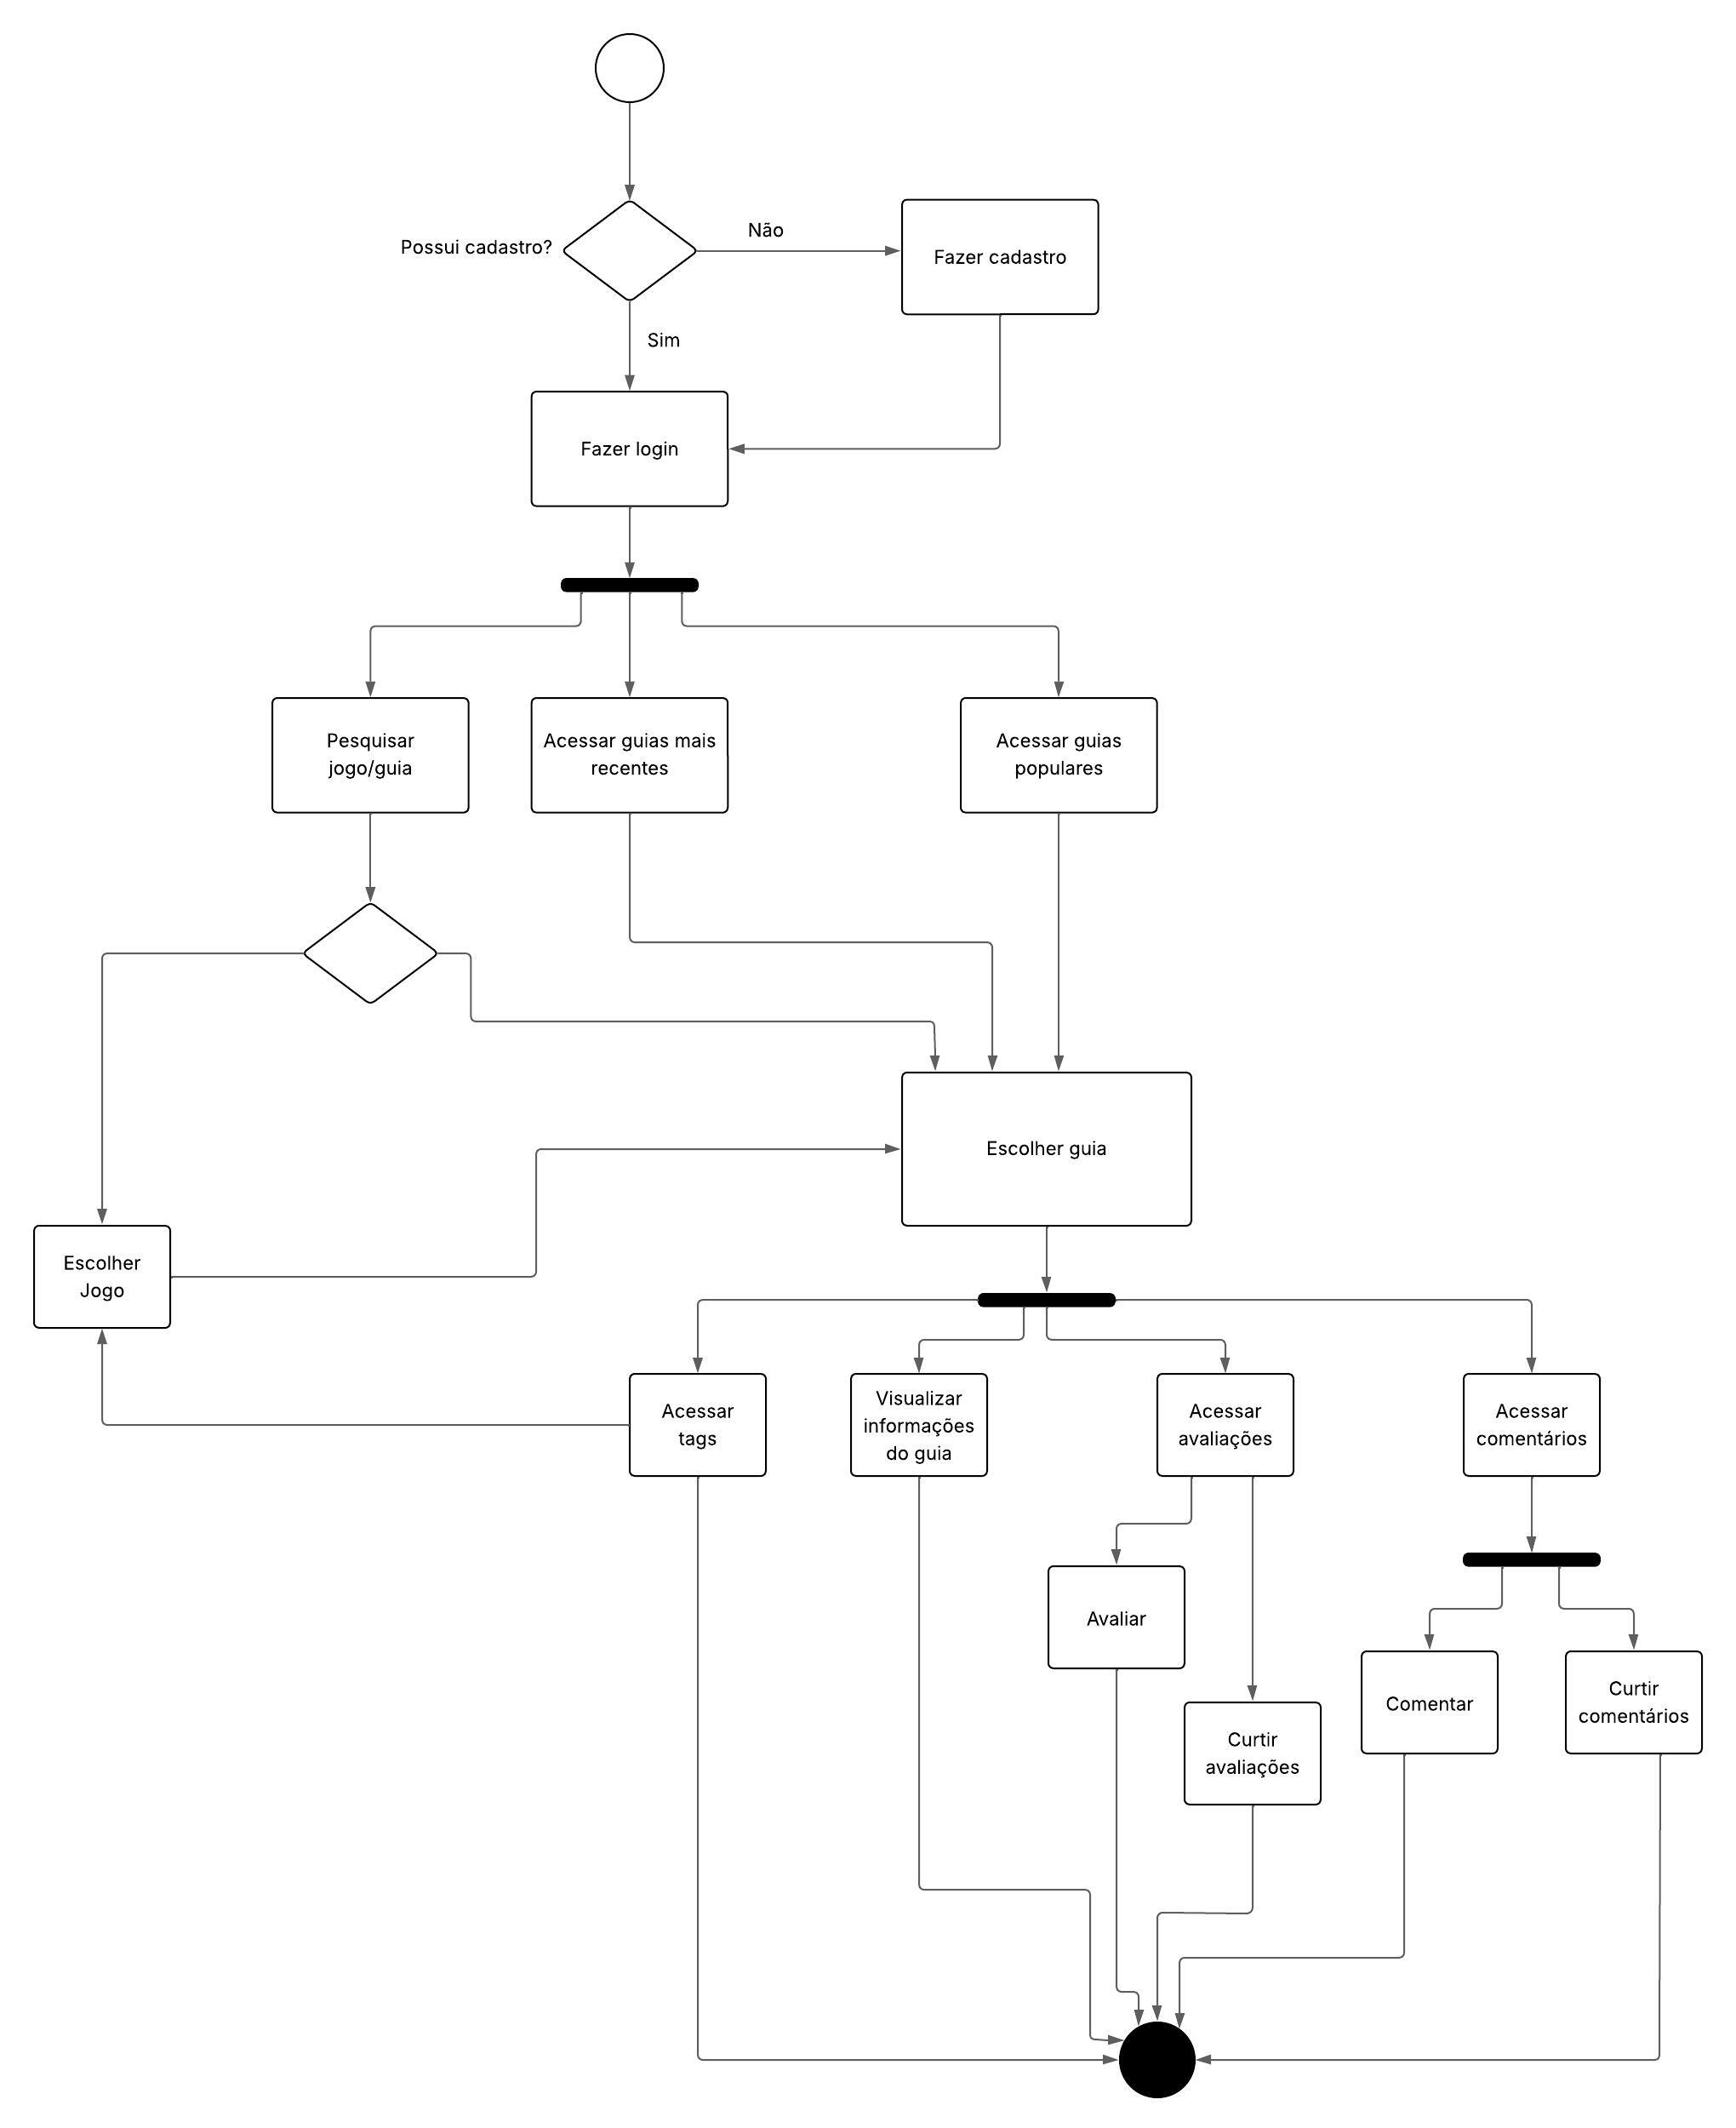 Não
Possui cadastro?
Fazer cadastro
Sim
Fazer login
Pesquisar
jogo/guia
Acessar guias mais
recentes
Acessar guias
populares
Escolher guia
Escolher
Jogo
Acessar
tags
Visualizar
informações
do guia
Acessar
avaliações
Acessar
comentários
Avaliar
Curtir
avaliações
Comentar
Curtir
comentários